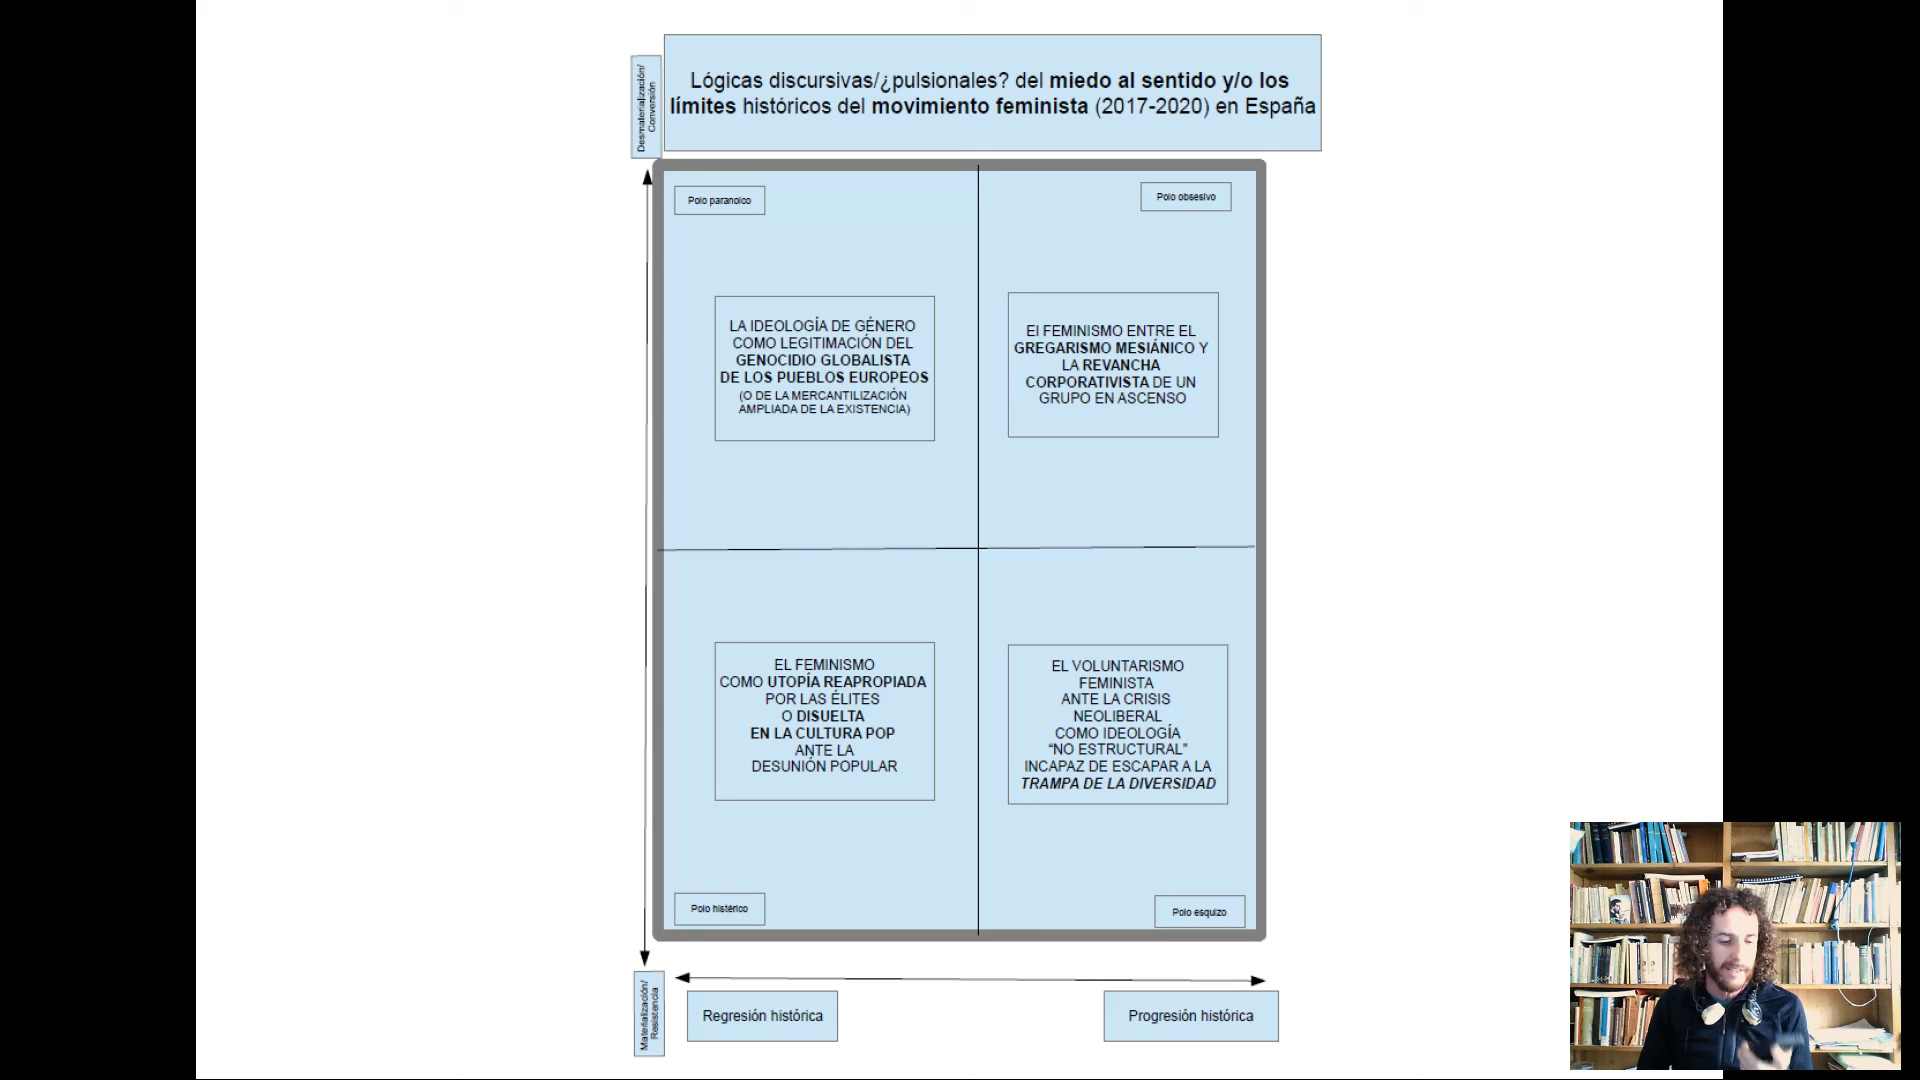 Desmaterialización/
Conversión
Lógicas discursivas/¿pulsionales? del miedo al sentido y/o los
límites históricos del movimiento feminista (2017-2020) en España
Polo paranoico
Polo obsesivo
LA IDEOLOGÍA DE GÉNERO
COMO LEGITIMACIÓN DEL
GENOCIDIO GLOBALISTA
DE LOS PUEBLOS EUROPEOS
(O DE LA MERCANTILIZACIÓN
AMPLIADA DE LA EXISTENCIA)
El FEMINISMO ENTRE EL
GREGARISMO MESIÁNICO Y
LA REVANCHA
CORPORATIVISTA DE UN
GRUPO EN ASCENSO
EL FEMINISMO
COMO UTOPÍA REAPROPIADA
POR LAS ÉLITES
O DISUELTA
EN LA CULTURA POP
ANTE LA
DESUNIÓN POPULAR
EL VOLUNTARISMO
FEMINISTA
ANTE LA CRISIS
NEOLIBERAL
COMO IDEOLOGÍA
“NO ESTRUCTURAL”
INCAPAZ DE ESCAPAR A LA
TRAMPA DE LA DIVERSIDAD
Polo histérico
Polo esquizo
Materialización/
Resistencia
Regresión histórica
Progresión histórica